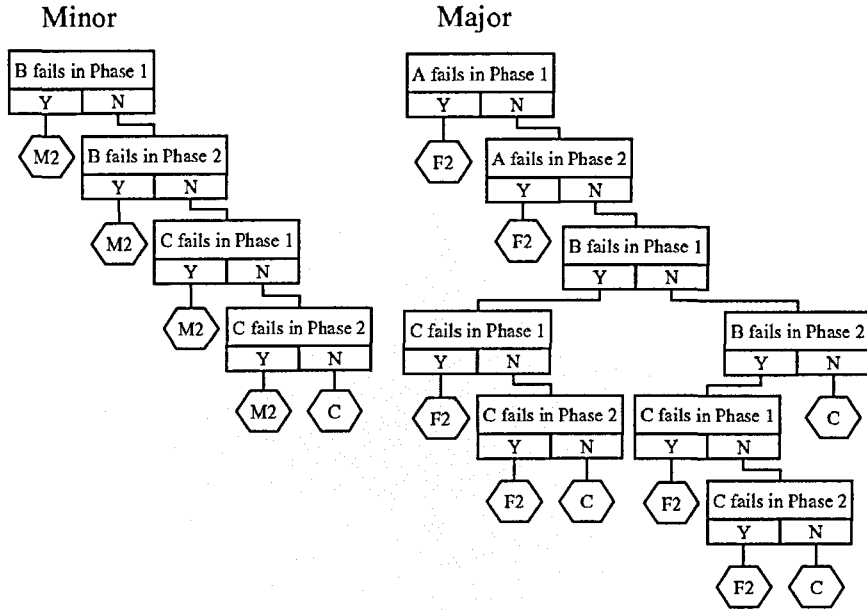 Minor
B fails in Phase 1
Y N
M2
B fails in Phase 2
Y N
M2
C fails in Phase 1
Y N
M2
C fails in Phase 2
Y N
M2 C
Major
A fails in Phase 1
Y N
F2
A fails in Phase 2
Y N
F2
B fails in Phase 1
Y N
C fails in Phase 1
Y N
F2
C fails in Phase 2
Y N
F2 C
B fails in Phase 2
Y N
C
C fails in Phase 1
Y N
F2
C fails in Phase 2
Y N
F2 C